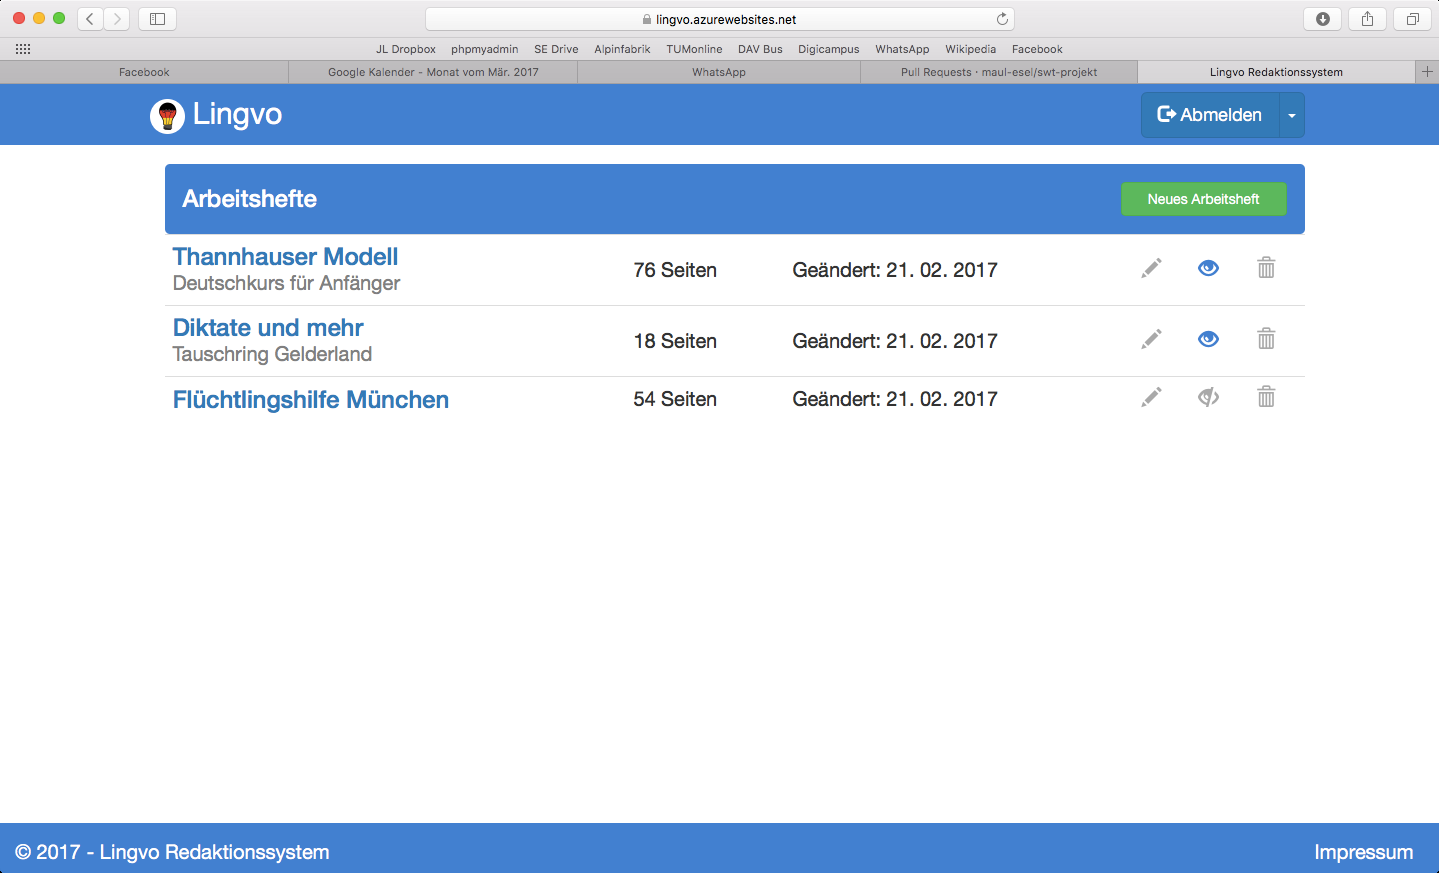 lingvo.azurewebsites.net
JL Dropbox phpmyadmin SE Drive Alpinfabrik TUMonline DAV Bus Digicampus WhatsApp Wikipedia Facebook
Facebook Google Kalender - Monat vom Mär. 2017 WhatsApp Pull Requests · maul-esel/swt-projekt Lingvo Redaktionssystem
Lingvo Abmelden
Arbeitshefte Neues Arbeitsheft
Thannhauser Modell
Deutschkurs für Anfänger
76 Seiten Geändert: 21. 02. 2017
Diktate und mehr
Tauschring Gelderland
18 Seiten Geändert: 21. 02. 2017
Flüchtlingshilfe München 54 Seiten Geändert: 21. 02. 2017
© 2017 - Lingvo Redaktionssystem Impressum